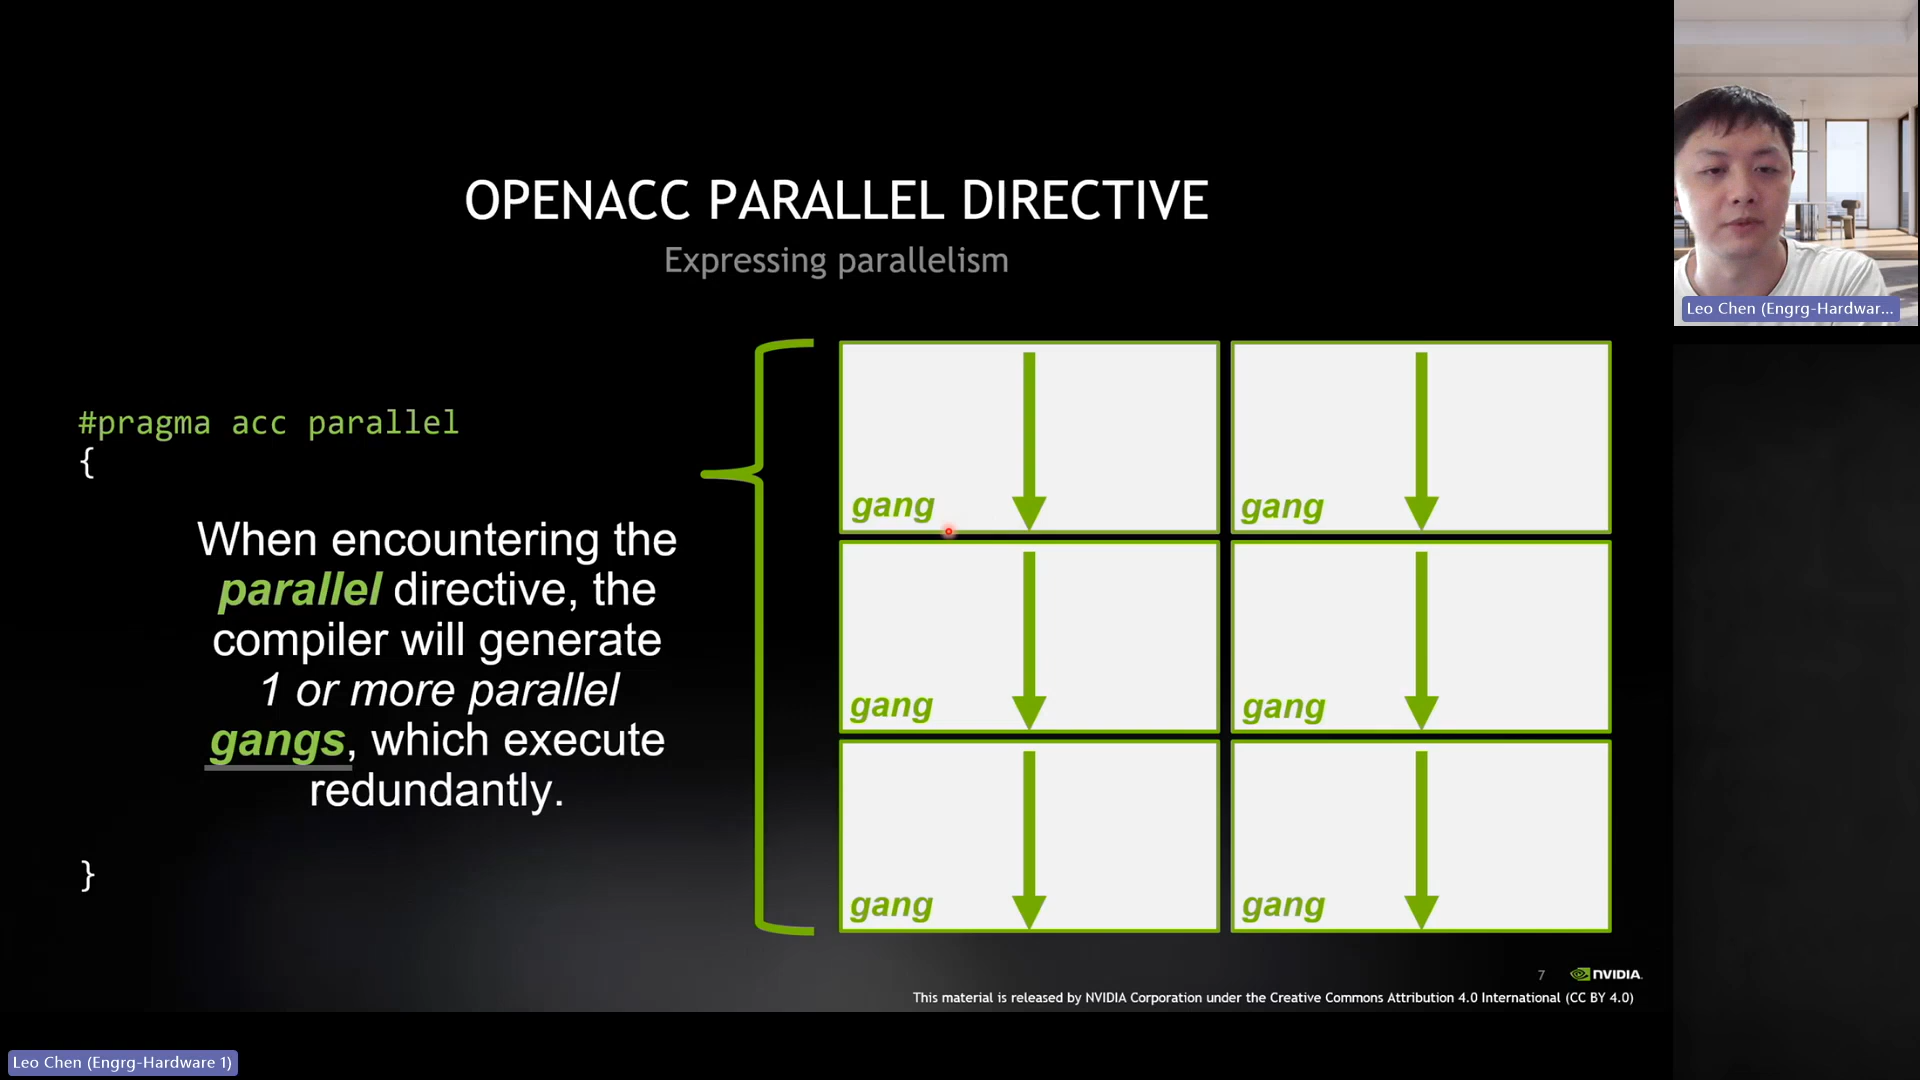 OPENACC PARALLEL DIRECTIVE
Expressing parallelism
Leo Chen (Engrg-Hardwar...
#pragma acc parallel
{
When encountering the
parallel directive, the
compiler will generate
1 or more parallel
gangs, which execute
redundantly.
}
gang
gang
gang
gang
gang
gang
7
NVIDIA.
This material is released by NVIDIA Corporation under the Creative Commons Attribution 4.0 International (CC BY 4.0)
Leo Chen (Engrg-Hardware 1)